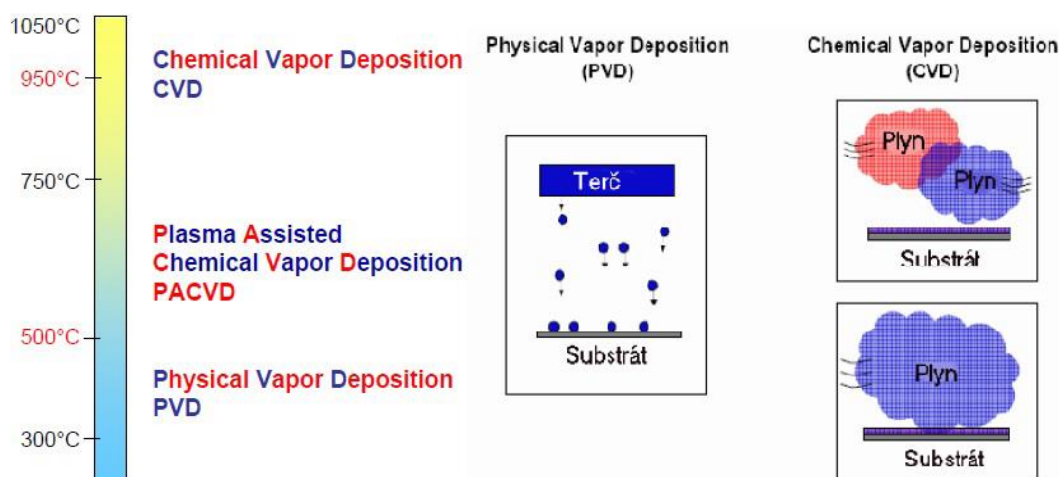 1050°C
950°C
750°C
500°C
300°C
Chemical Vapor Deposition
CVD
Plasma Assisted
Chemical Vapor Deposition
PACVD
Physical Vapor Deposition
PVD
Physical Vapor Deposition
(PVD)
Terč
Substrát
Chemical Vapor Deposition
(CVD)
Plyn
Plyn
Substrát
Plyn
Substrát